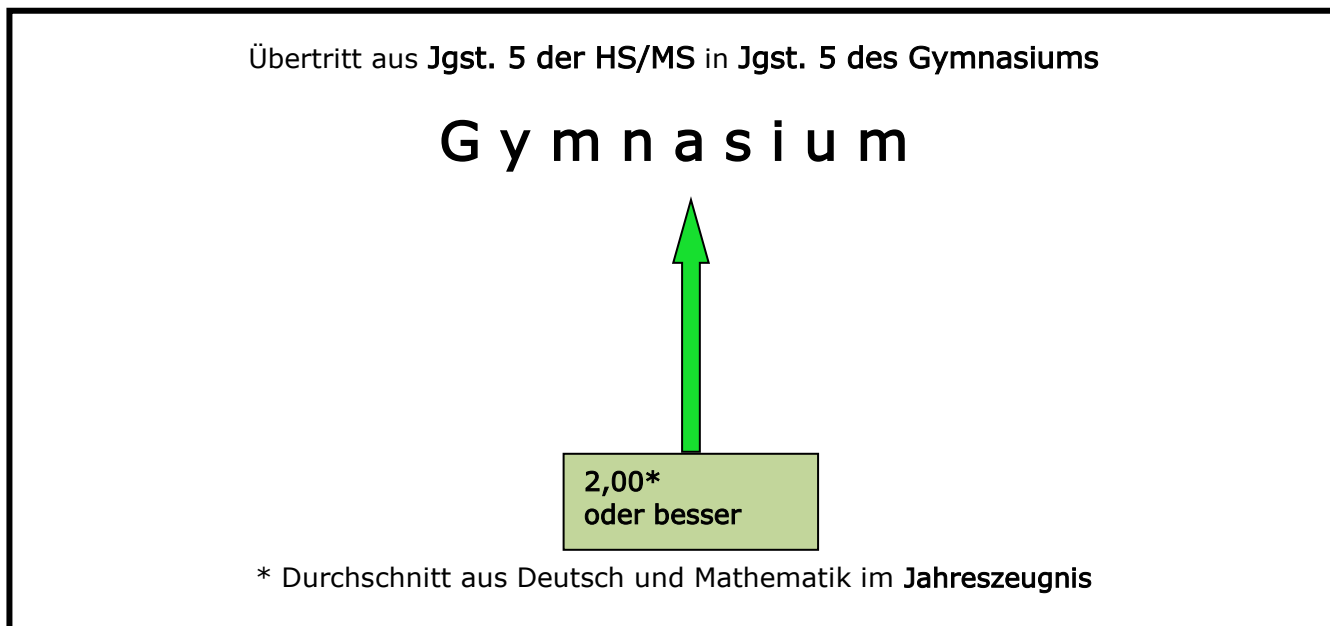 Übertritt aus Jgst. 5 der HS/MS in Jgst. 5 des Gymnasiums
Gymnasium
2,00*
oder besser
* Durchschnitt aus Deutsch und Mathematik im Jahreszeugnis